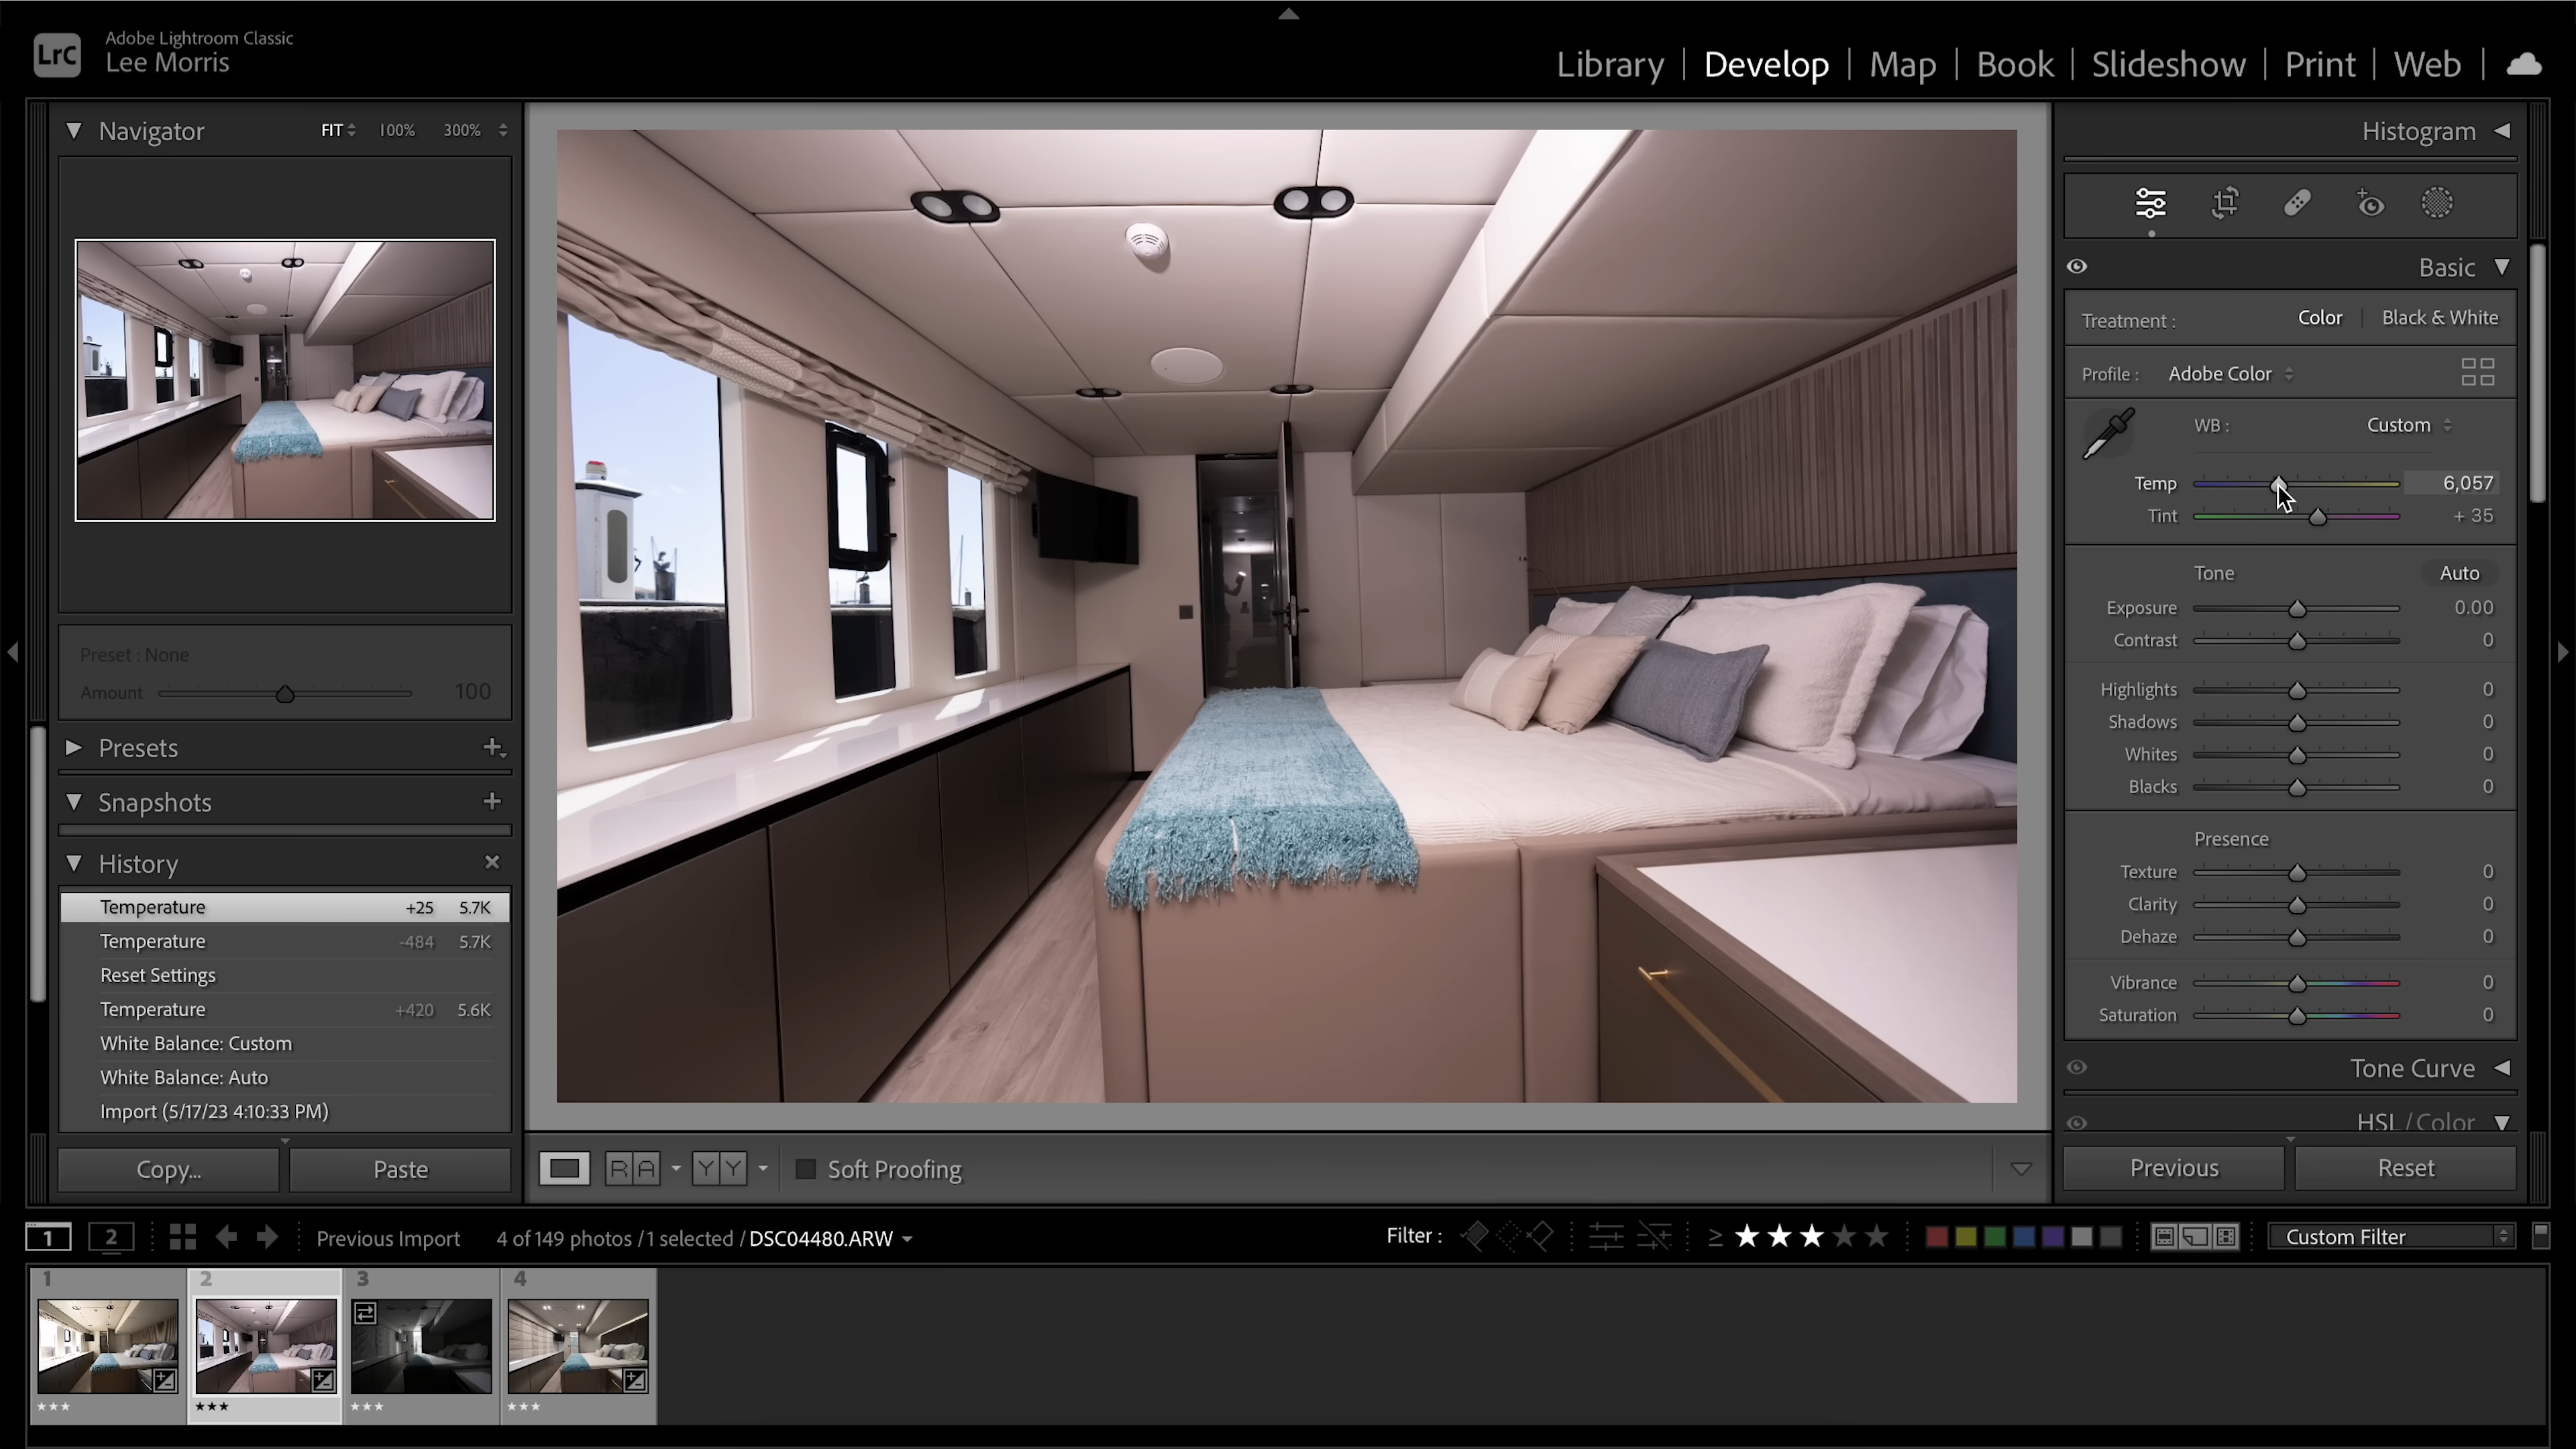 LrC
Adobe Lightroom Classic
Lee Morris
Library | Develop | Map | Book | Slideshow | Print | Web
Navigator FIT 100% 300%
Preset : None
Amount 100
Presets
Snapshots
History
Temperature +25 5.7K
Temperature -484 5.7K
Reset Settings
Temperature +420 5.6K
White Balance: Custom
White Balance: Auto
Import (5/17/23 4:10:33 PM)
Copy... Paste
R A Y Y Soft Proofing
Histogram
Basic
Treatment : Color Black & White
Profile : Adobe Color
WB : Custom
Temp 6,057
Tint + 35
Tone Auto
Exposure 0.00
Contrast 0
Highlights 0
Shadows 0
Whites 0
Blacks 0
Presence
Texture 0
Clarity 0
Dehaze 0
Vibrance 0
Saturation 0
Tone Curve
HSL / Color
Previous Reset
1 2 Previous Import 4 of 149 photos / 1 selected / DSC04480.ARW Filter : ≥ ★★★★★ Custom Filter
1 2 3 4
★★★ ★★★ ★★★ ★★★